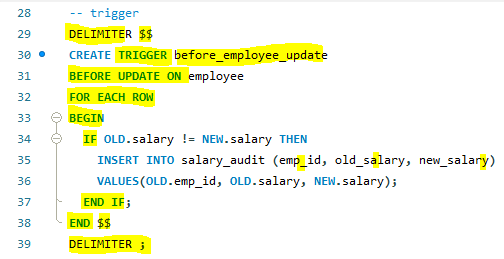 28 -- trigger
29 DELIMITER $$
30 CREATE TRIGGER before_employee_update
31 BEFORE UPDATE ON employee
32 FOR EACH ROW
33 BEGIN
34 IF OLD.salary != NEW.salary THEN
35 INSERT INTO salary_audit (emp_id, old_salary, new_salary)
36 VALUES(OLD.emp_id, OLD.salary, NEW.salary);
37 END IF;
38 END $$
39 DELIMITER ;